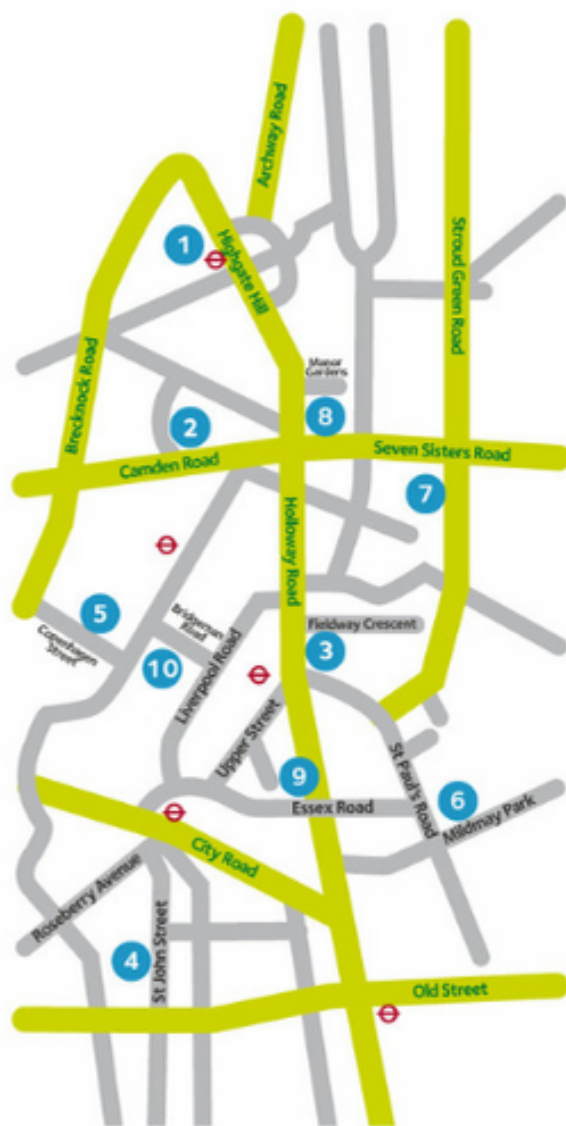 Archway Road
1
Highgate Hill
Stroud Green Road
Brecknock Road
Manor
Gardens
8
2
Camden Road
Seven Sisters Road
7
Holloway Road
5
Copenhagen
Street
Bridgeman
Road
10
Liverpool Road
Fieldway Crescent
3
Upper Street
9
Essex Road
St Paul's Road
6
Mildmay Park
City Road
Roseberry Avenue
4
St John Street
Old Street